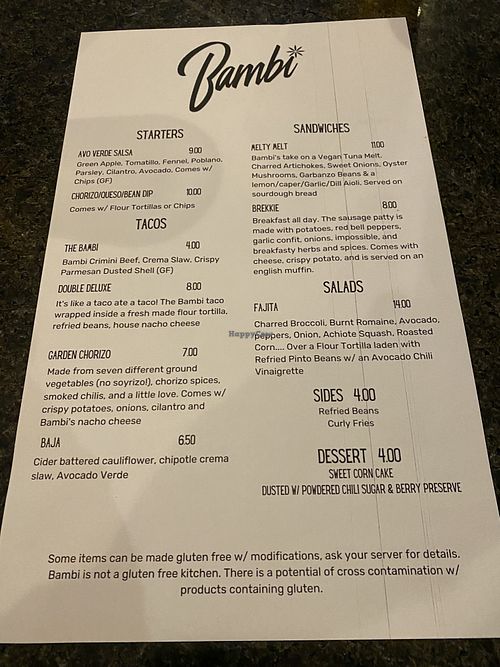 Bambi
STARTERS
AVO VERDE SALSA 9.00
Green Apple, Tomatillo, Fennel, Poblano,
Parsley, Cilantro, Avocado, Comes w/
Chips (GF)
CHORIZO/QUESO/BEAN DIP 10.00
Comes w/ Flour Tortillas or Chips
TACOS
THE BAMBI 4.00
Bambi Crimini Beef, Crema Slaw, Crispy
Parmesan Dusted Shell (GF)
DOUBLE DELUXE 8.00
It's like a taco ate a taco! The Bambi taco
wrapped inside a fresh made flour tortilla,
refried beans, house nacho cheese
GARDEN CHORIZO 7.00
Made from seven different ground
vegetables (no soyrizo!), chorizo spices,
smoked chilis, and a little love. Comes w/
crispy potatoes, onions, cilantro and
Bambi's nacho cheese
BAJA 6.50
Cider battered cauliflower, chipotle crema
slaw, Avocado Verde
SANDWICHES
MELTY MELT 11.00
Bambi's take on a Vegan Tuna Melt.
Charred Artichokes, Sweet Onions, Oyster
Mushrooms, Garbanzo Beans & a
lemon/caper/Garlic/Dill Aioli. Served on
sourdough bread
BREKKIE 8.00
Breakfast all day. The sausage patty is
made with potatoes, red bell peppers,
garlic confit, onions, impossible, and
breakfasty herbs and spices. Comes with
cheese, crispy potato, and is served on an
english muffin.
SALADS
FAJITA 14.00
Charred Broccoli, Burnt Romaine, Avocado,
Peppers, Onion, Achiote Squash, Roasted
Corn.... Over a Flour Tortilla laden with
Refried Pinto Beans w/ an Avocado Chili
Vinaigrette
SIDES 4.00
Refried Beans
Curly Fries
DESSERT 4.00
SWEET CORN CAKE
DUSTED W/ POWDERED CHILI SUGAR & BERRY PRESERVE
Some items can be made gluten free w/ modifications, ask your server for details.
Bambi is not a gluten free kitchen. There is a potential of cross contamination w/
products containing gluten.
HappyCow